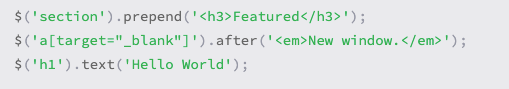 $('section').prepend('<h3>Featured</h3>');
$('a[target="_blank"]').after('<em>New window.</em>');
$('h1').text('Hello World');